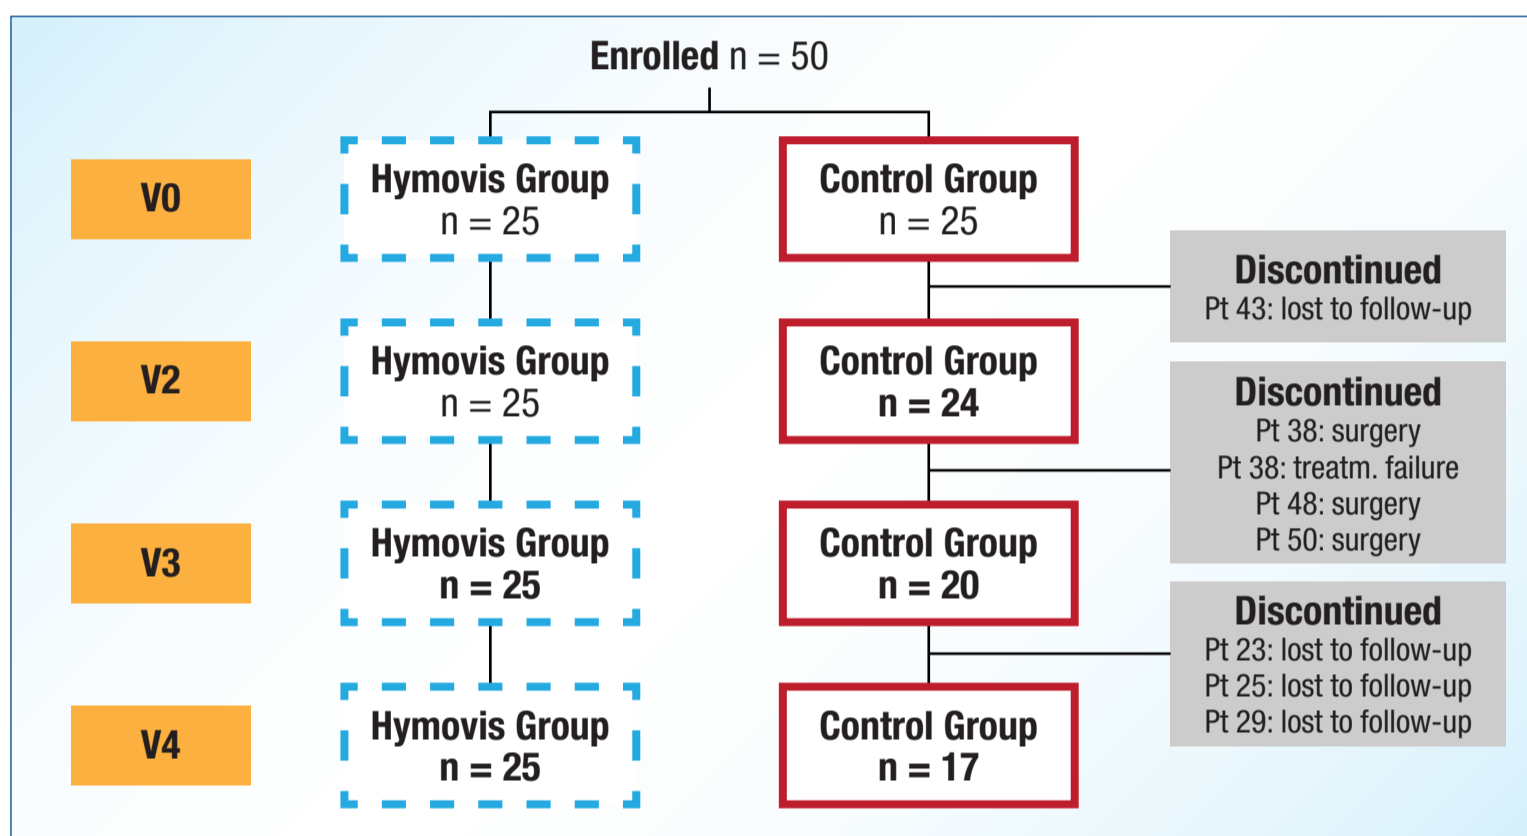 Enrolled n = 50
V0
Hymovis Group
n = 25
Control Group
n = 25
Discontinued
Pt 43: lost to follow-up
V2
Hymovis Group
n = 25
Control Group
n = 24
Discontinued
Pt 38: surgery
Pt 38: treatm. failure
Pt 48: surgery
Pt 50: surgery
V3
Hymovis Group
n = 25
Control Group
n = 20
Discontinued
Pt 23: lost to follow-up
Pt 25: lost to follow-up
Pt 29: lost to follow-up
V4
Hymovis Group
n = 25
Control Group
n = 17